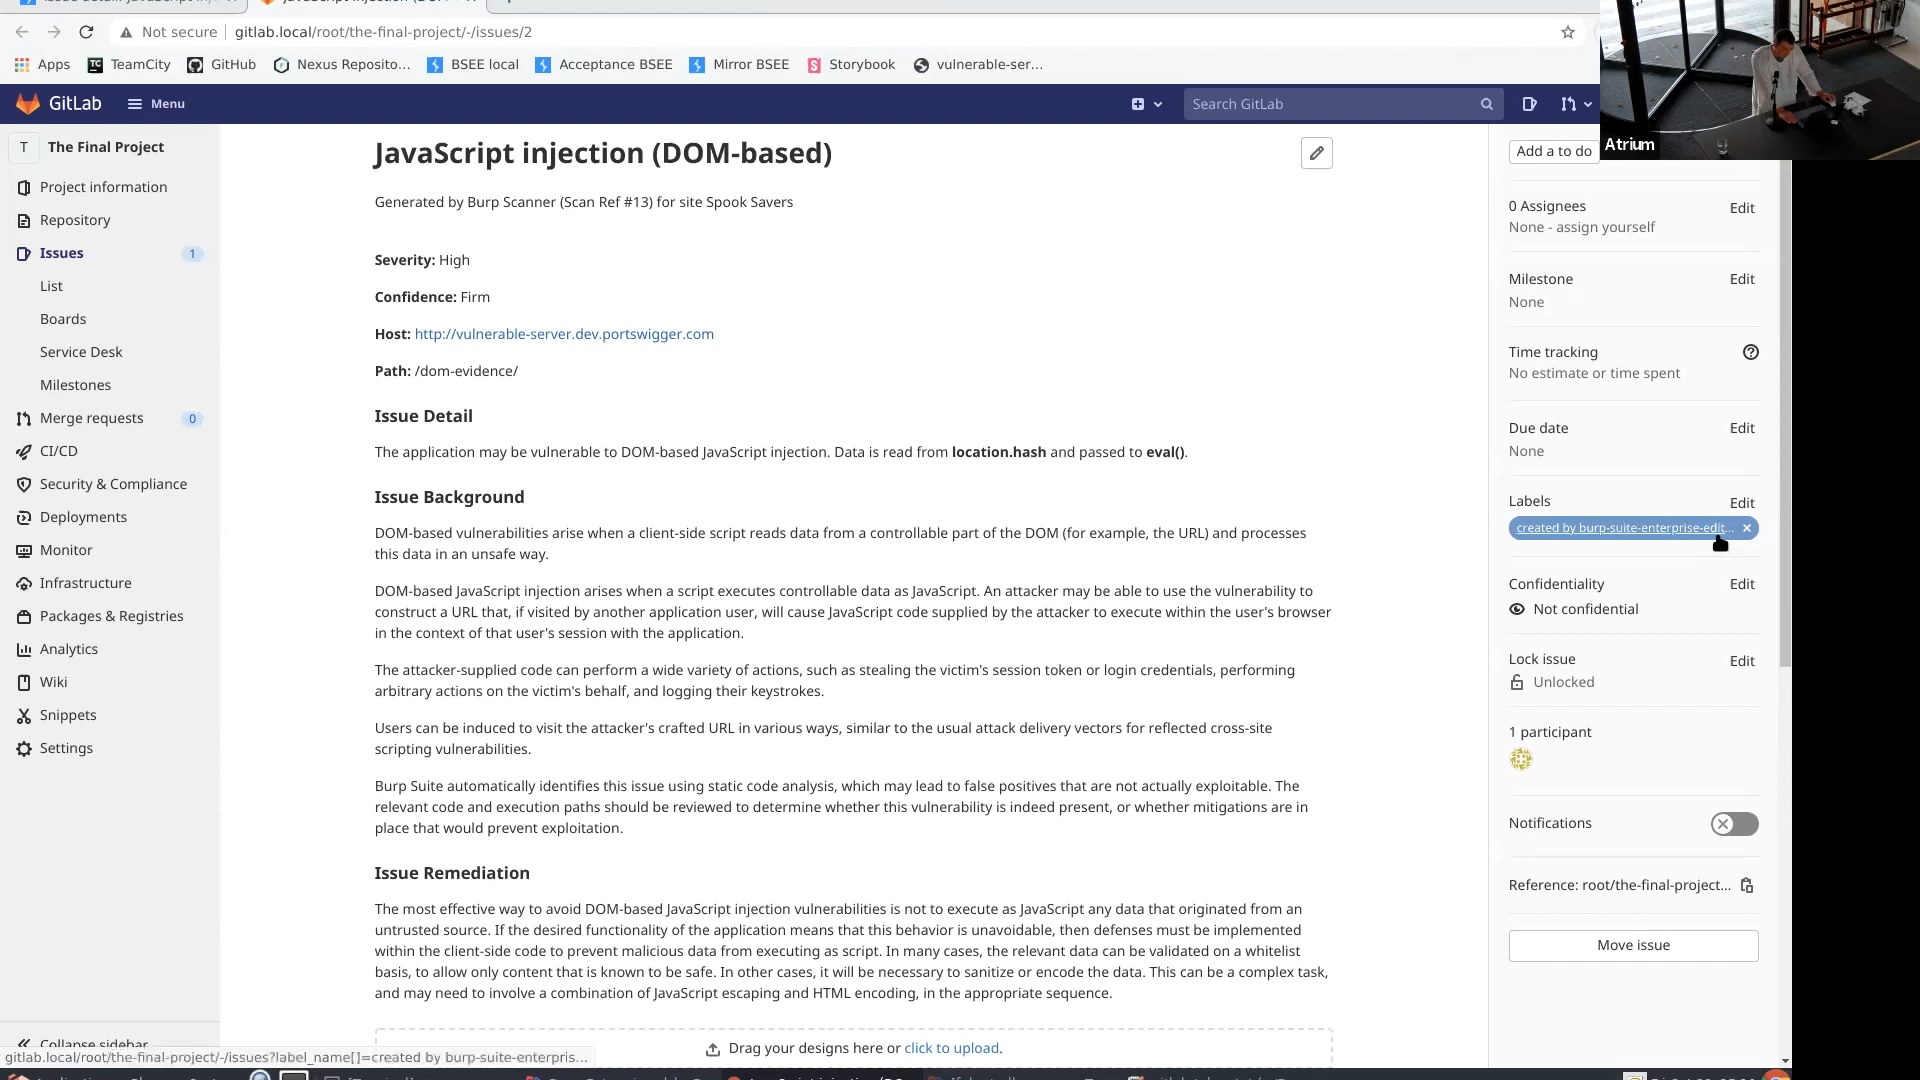 Not secure
gitlab.local/root/the-final-project/-/issues/2
Apps
TeamCity
GitHub
Nexus Reposito...
BSEE local
Acceptance BSEE
Mirror BSEE
Storybook
vulnerable-ser...
GitLab
Menu
Search GitLab
Atrium
T
The Final Project
Project information
Repository
Issues 1
List
Boards
Service Desk
Milestones
Merge requests 0
CI/CD
Security & Compliance
Deployments
Monitor
Infrastructure
Packages & Registries
Analytics
Wiki
Snippets
Settings
Collapse sidebar
JavaScript injection (DOM-based)
Generated by Burp Scanner (Scan Ref #13) for site Spook Savers
Severity: High
Confidence: Firm
Host: http://vulnerable-server.dev.portswigger.com
Path: /dom-evidence/
Issue Detail
The application may be vulnerable to DOM-based JavaScript injection. Data is read from location.hash and passed to eval().
Issue Background
DOM-based vulnerabilities arise when a client-side script reads data from a controllable part of the DOM (for example, the URL) and processes
this data in an unsafe way.
DOM-based JavaScript injection arises when a script executes controllable data as JavaScript. An attacker may be able to use the vulnerability to
construct a URL that, if visited by another application user, will cause JavaScript code supplied by the attacker to execute within the user's browser
in the context of that user's session with the application.
The attacker-supplied code can perform a wide variety of actions, such as stealing the victim's session token or login credentials, performing
arbitrary actions on the victim's behalf, and logging their keystrokes.
Users can be induced to visit the attacker's crafted URL in various ways, similar to the usual attack delivery vectors for reflected cross-site
scripting vulnerabilities.
Burp Suite automatically identifies this issue using static code analysis, which may lead to false positives that are not actually exploitable. The
relevant code and execution paths should be reviewed to determine whether this vulnerability is indeed present, or whether mitigations are in
place that would prevent exploitation.
Issue Remediation
The most effective way to avoid DOM-based JavaScript injection vulnerabilities is not to execute as JavaScript any data that originated from an
untrusted source. If the desired functionality of the application means that this behavior is unavoidable, then defenses must be implemented
within the client-side code to prevent malicious data from executing as script. In many cases, the relevant data can be validated on a whitelist
basis, to allow only content that is known to be safe. In other cases, it will be necessary to sanitize or encode the data. This can be a complex task,
and may need to involve a combination of JavaScript escaping and HTML encoding, in the appropriate sequence.
Drag your designs here or click to upload.
Add a to do
0 Assignees
Edit
None - assign yourself
Milestone
Edit
None
Time tracking
No estimate or time spent
Due date
Edit
None
Labels
Edit
created by burp-suite-enterprise-edit...
Confidentiality
Edit
Not confidential
Lock issue
Edit
Unlocked
1 participant
Notifications
Reference: root/the-final-project...
Move issue
gitlab.local/root/the-final-project/-/issues?label_name[]=created by burp-suite-enterpris...